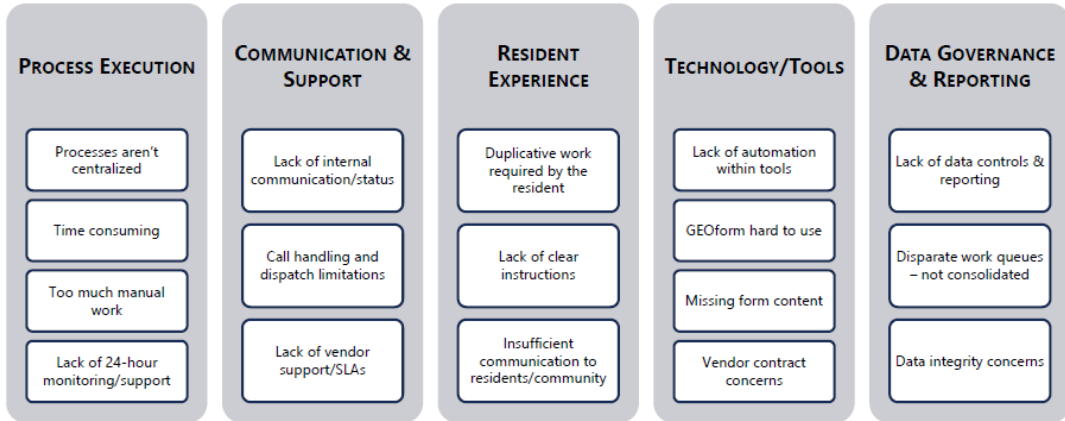 PROCESS EXECUTION
Processes aren't
centralized
Time consuming
Too much manual
work
Lack of 24-hour
monitoring/support
COMMUNICATION &
SUPPORT
Lack of internal
communication/status
Call handling and
dispatch limitations
Lack of vendor
support/SLAs
RESIDENT
EXPERIENCE
Duplicative work
required by the
resident
Lack of clear
instructions
Insufficient
communication to
residents/community
TECHNOLOGY/TOOLS
Lack of automation
within tools
GEOform hard to use
Missing form content
Vendor contract
concerns
DATA GOVERNANCE
& REPORTING
Lack of data controls &
reporting
Disparate work queues
– not consolidated
Data integrity concerns